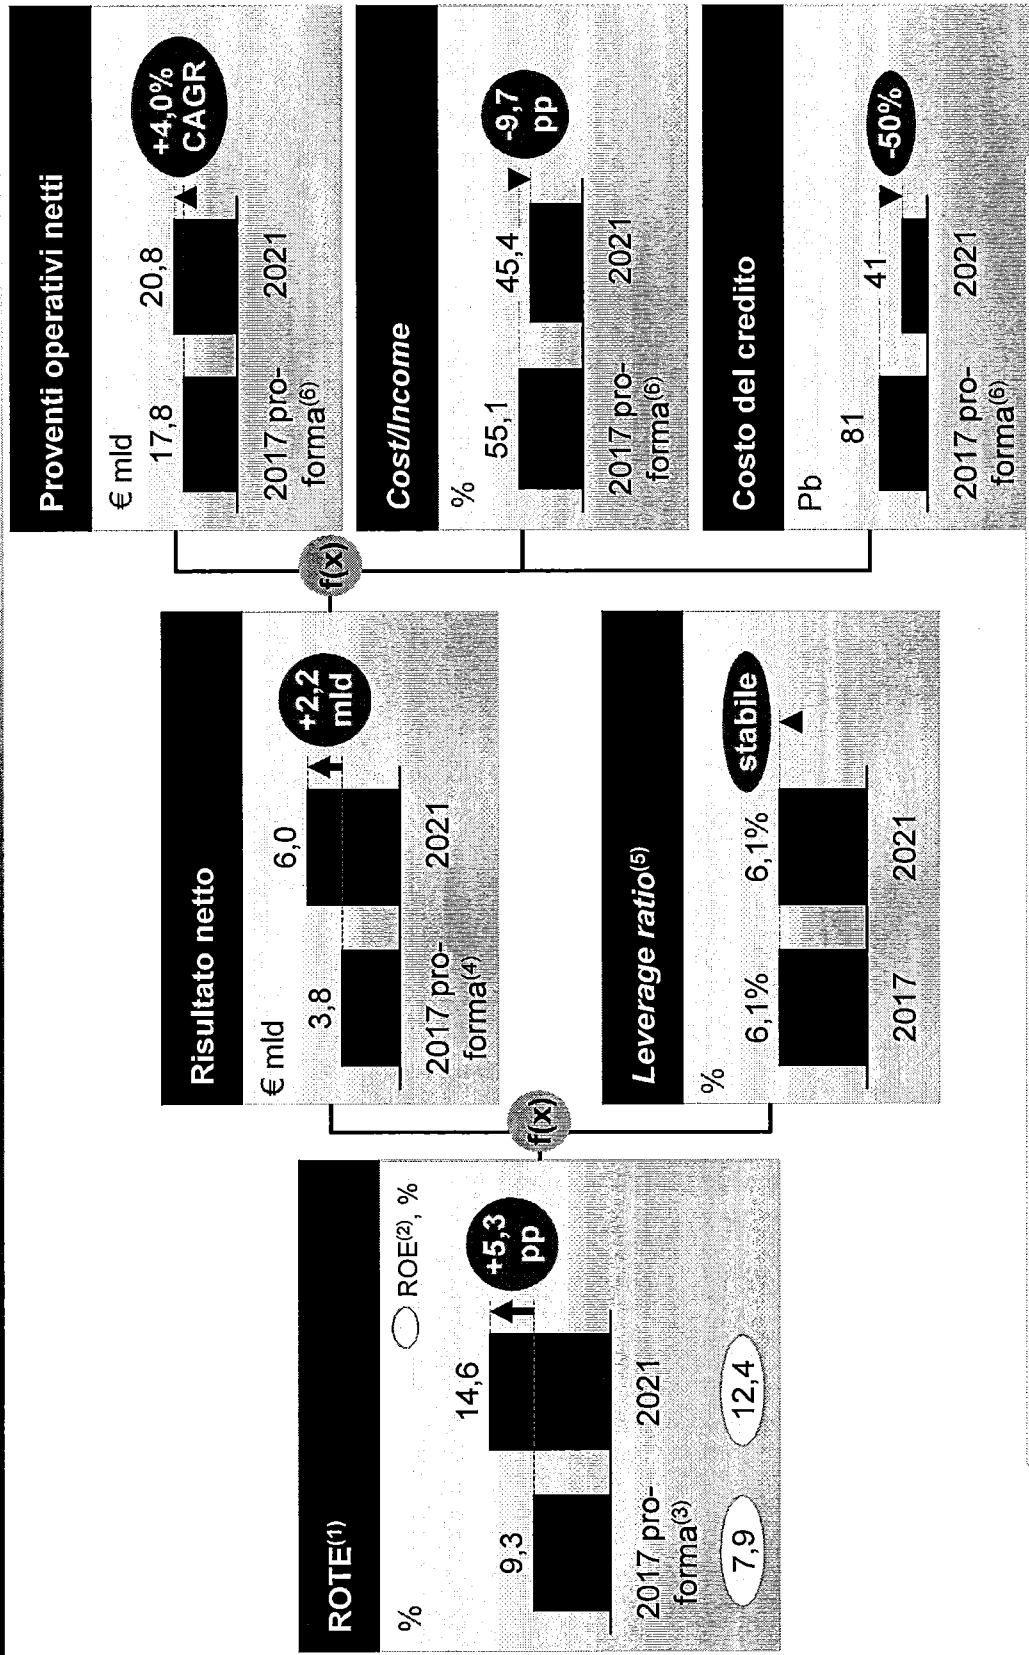 ROTE(1)
%
ROE(2), %
9,3
14,6
+5,3
pp
2017 pro-
forma(3)
2021
7,9
12,4
f(x)
Risultato netto
€ mld
3,8
6,0
+2,2
mld
2017 pro-
forma(4)
2021
Leverage ratio(5)
%
6,1%
6,1%
stabile
2017
2021
f(x)
Proventi operativi netti
€ mld
17,8
20,8
+4,0%
CAGR
2017 pro-
forma(6)
2021
Cost/Income
%
55,1
45,4
-9,7
pp
2017 pro-
forma(6)
2021
Costo del credito
Pb
81
41
-50%
2017 pro-
forma(6)
2021